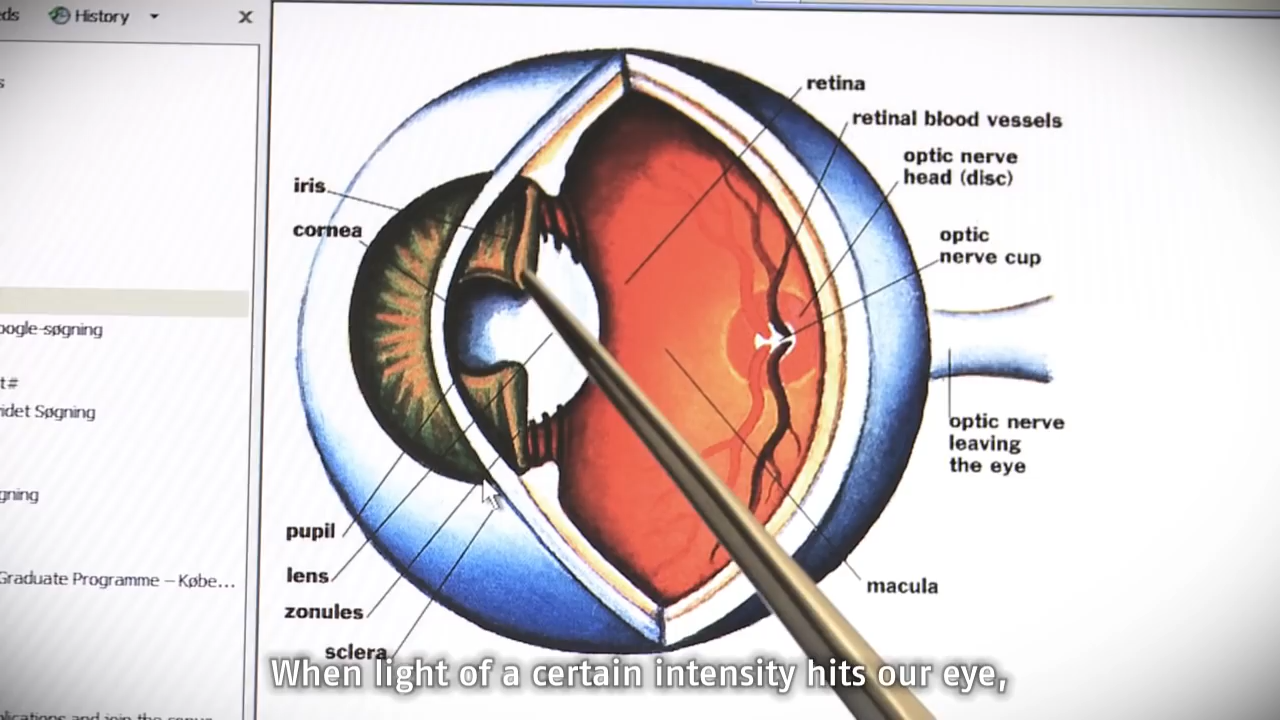 History
x
oogle-søgning
t#
idet Søgning
gning
Graduate Programme – Købe...
retina
retinal blood vessels
optic nerve
head (disc)
optic
nerve cup
iris
cornea
optic nerve
leaving
the eye
pupil
lens
zonules
sclera
macula
When light of a certain intensity hits our eye,